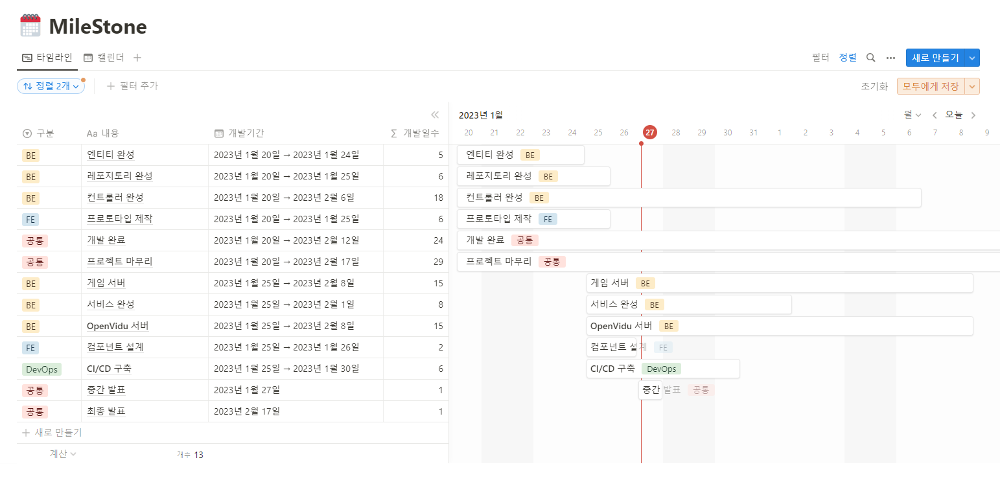 MileStone
타임라인 캘린더
필터 정렬 새로 만들기
정렬 2개 필터 추가
초기화 모두에게 저장
2023년 1월 월 오늘
구분 Aa 내용 개발기간 Σ 개발일수
20 21 22 23 24 25 26 27 28 29 30 31 1 2 3 4 5 6 7 8 9
BE 엔티티 완성 2023년 1월 20일 → 2023년 1월 24일 5 엔티티 완성 BE
BE 레포지토리 완성 2023년 1월 20일 → 2023년 1월 25일 6 레포지토리 완성 BE
BE 컨트롤러 완성 2023년 1월 20일 → 2023년 2월 6일 18 컨트롤러 완성 BE
FE 프로토타입 제작 2023년 1월 20일 → 2023년 1월 25일 6 프로토타입 제작 FE
공통 개발 완료 2023년 1월 20일 → 2023년 2월 12일 24 개발 완료 공통
공통 프로젝트 마무리 2023년 1월 20일 → 2023년 2월 17일 29 프로젝트 마무리 공통
BE 게임 서버 2023년 1월 25일 → 2023년 2월 8일 15 게임 서버 BE
BE 서비스 완성 2023년 1월 25일 → 2023년 2월 1일 8 서비스 완성 BE
BE OpenVidu 서버 2023년 1월 25일 → 2023년 2월 8일 15 OpenVidu 서버 BE
FE 컴포넌트 설계 2023년 1월 25일 → 2023년 1월 26일 2 컴포넌트 설계 FE
DevOps CI/CD 구축 2023년 1월 25일 → 2023년 1월 30일 6 CI/CD 구축 DevOps
공통 중간 발표 2023년 1월 27일 1 중간 발표 공통
공통 최종 발표 2023년 2월 17일 1
새로 만들기
계산 개수 13